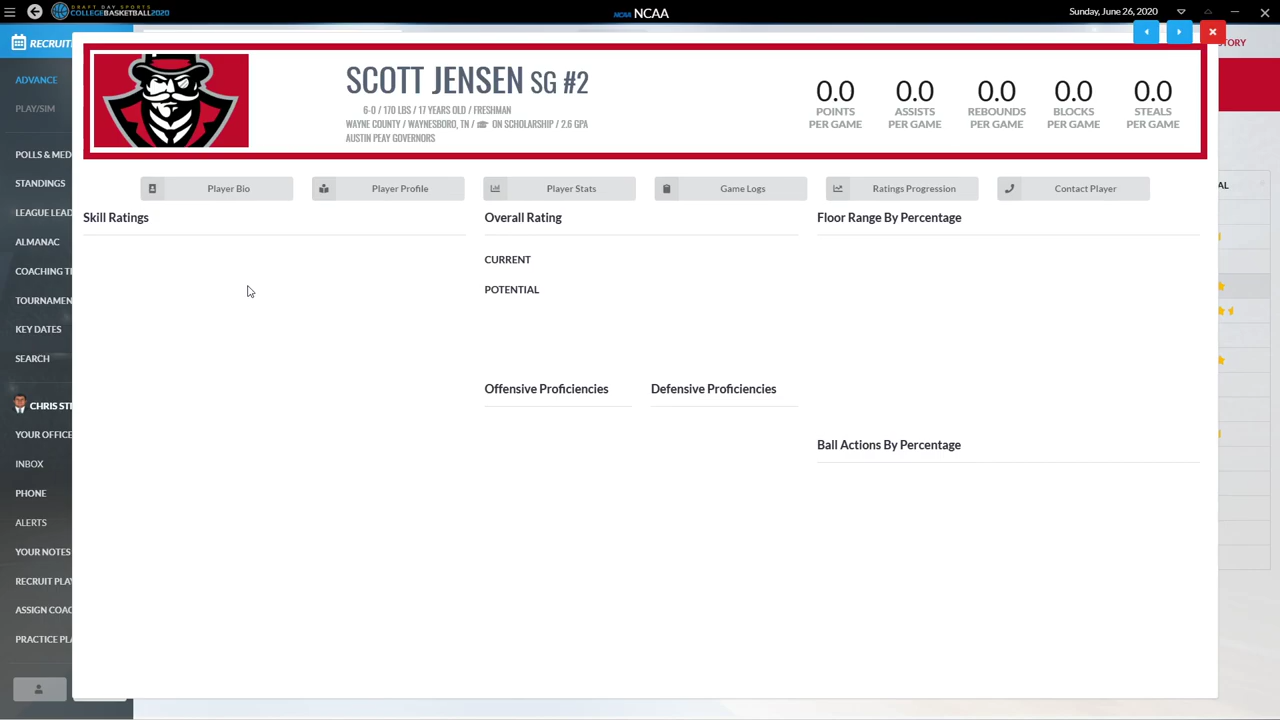 DRAFT DAY SPORTS
COLLEGEBASKETBALL2020
NCAA NCAA
Sunday, June 26, 2020
RECRUIT
STORY
SCOTT JENSEN SG #2
6-0 / 170 LBS / 17 YEARS OLD / FRESHMAN
WAYNE COUNTY / WAYNESBORO, TN / ON SCHOLARSHIP / 2.6 GPA
AUSTIN PEAY GOVERNORS
0.0 0.0 0.0 0.0 0.0
POINTS ASSISTS REBOUNDS BLOCKS STEALS
PER GAME PER GAME PER GAME PER GAME PER GAME
Player Bio Player Profile Player Stats Game Logs Ratings Progression Contact Player
Skill Ratings Overall Rating Floor Range By Percentage
CURRENT
POTENTIAL
Offensive Proficiencies Defensive Proficiencies
Ball Actions By Percentage
ADVANCE
PLAY/SIM
POLLS & MED
STANDINGS
LEAGUE LEAD
ALMANAC
COACHING T
TOURNAMEN
KEY DATES
SEARCH
CHRIS STE
YOUR OFFICE
INBOX
PHONE
ALERTS
YOUR NOTES
RECRUIT PLA
ASSIGN COAC
PRACTICE PL
AL